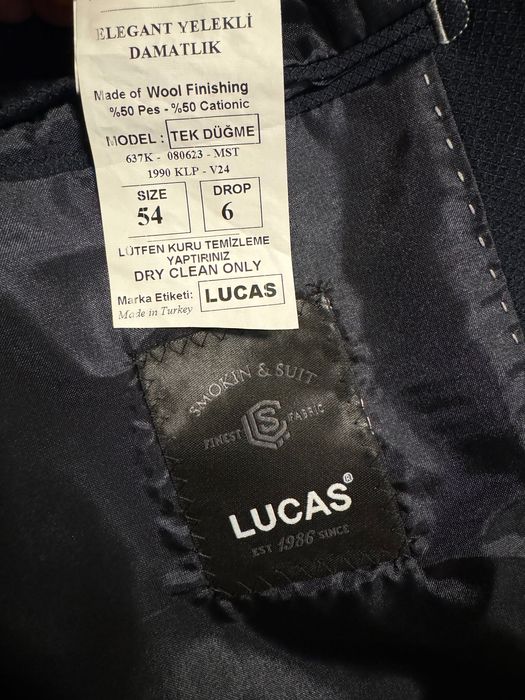 ELEGANT YELEKLİ
DAMATLIK
Made of Wool Finishing
%50 Pes - %50 Cationic
MODEL : TEK DÜĞME
637K - 080623 - MST
1990 KLP - V24
SIZE DROP
54 6
LÜTFEN KURU TEMİZLEME
YAPTIRINIZ
DRY CLEAN ONLY
Marka Etiketi: LUCAS
Made in Turkey
SMOKIN & SUIT
FINEST FABRIC
LUCAS®
EST 1986 SINCE